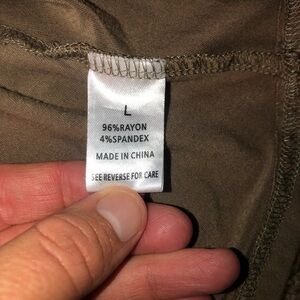 L
96%RAYON
4%SPANDEX
MADE IN CHINA
SEE REVERSE FOR CARE